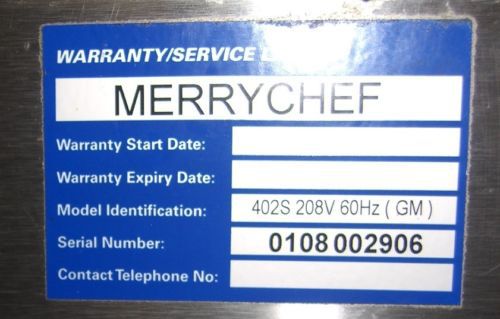 WARRANTY/SERVICE
MERRYCHEF
Warranty Start Date:
Warranty Expiry Date:
Model Identification: 402S 208V 60Hz ( GM )
Serial Number: 0108 002906
Contact Telephone No: